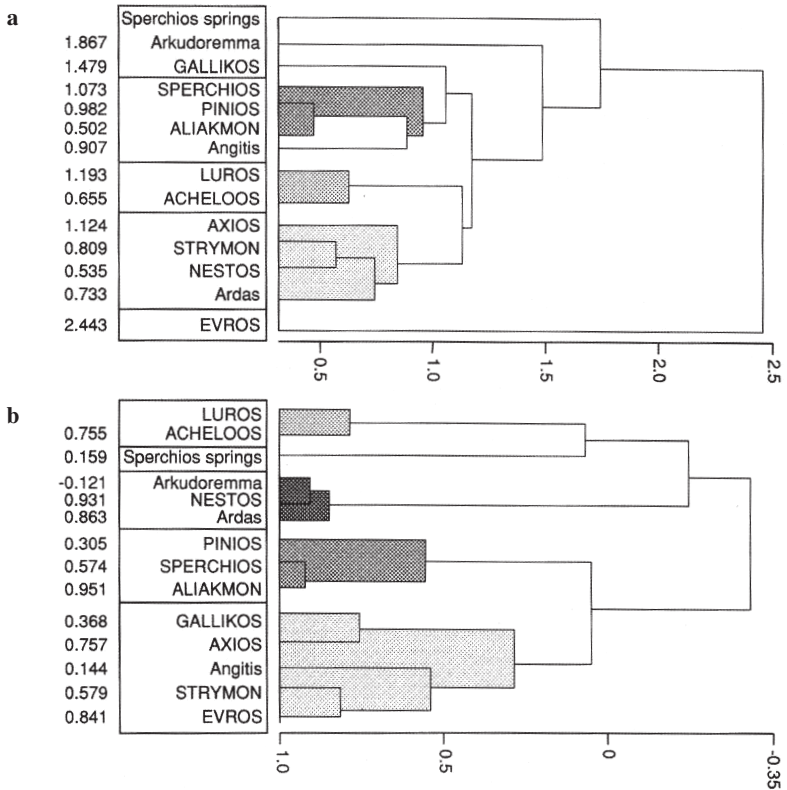 a
Sperchios springs
1.867 Arkudoremma
1.479 GALLIKOS
1.073 SPERCHIOS
0.982 PINIOS
0.502 ALIAKMON
0.907 Angitis
1.193 LUROS
0.655 ACHELOOS
1.124 AXIOS
0.809 STRYMON
0.535 NESTOS
0.733 Ardas
2.443 EVROS
0.5 1.0 1.5 2.0 2.5
b
LUROS
0.755 ACHELOOS
0.159 Sperchios springs
-0.121 Arkudoremma
0.931 NESTOS
0.863 Ardas
0.305 PINIOS
0.574 SPERCHIOS
0.951 ALIAKMON
0.368 GALLIKOS
0.757 AXIOS
0.144 Angitis
0.579 STRYMON
0.841 EVROS
1.0 0.5 0 -0.35